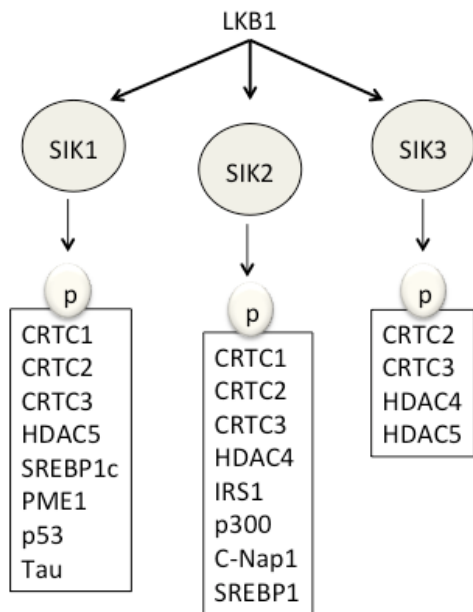 LKB1
SIK1
SIK2
SIK3
p
CRTC1
CRTC2
CRTC3
HDAC5
SREBP1c
PME1
p53
Tau
p
CRTC1
CRTC2
CRTC3
HDAC4
IRS1
p300
C-Nap1
SREBP1
p
CRTC2
CRTC3
HDAC4
HDAC5